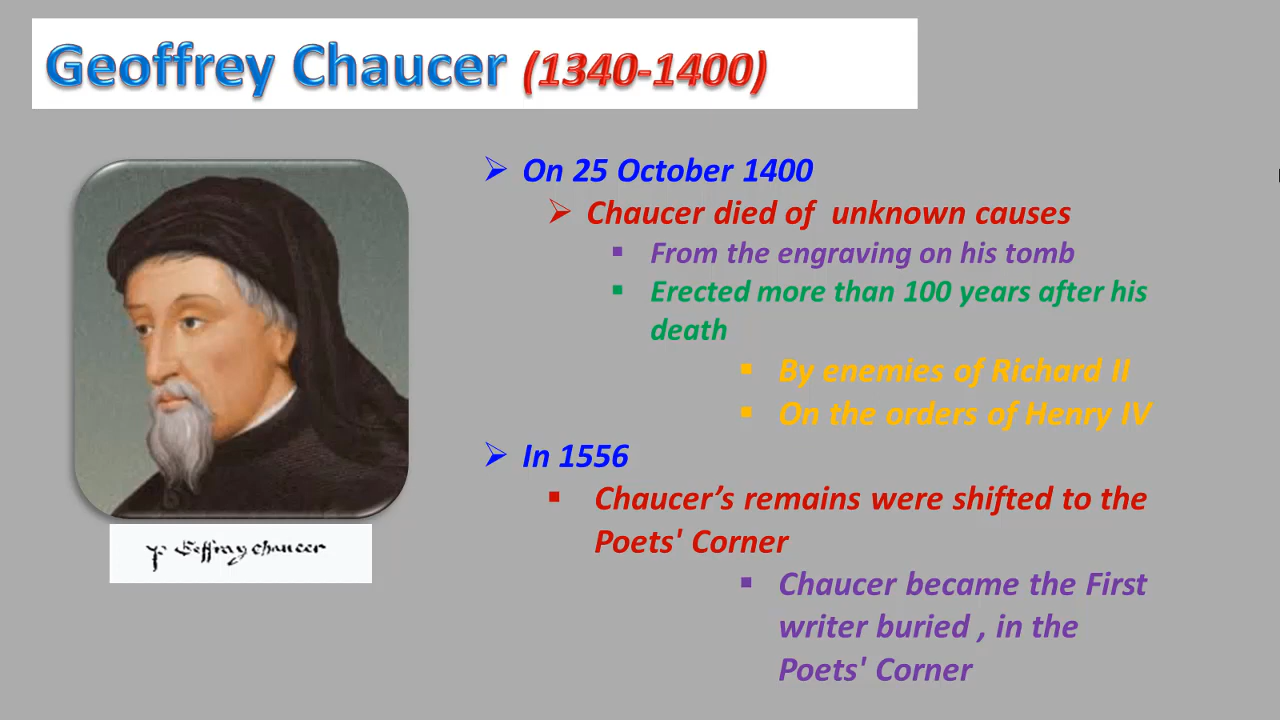 Geoffrey Chaucer (1340-1400)
On 25 October 1400
Chaucer died of unknown causes
From the engraving on his tomb
Erected more than 100 years after his
death
By enemies of Richard II
On the orders of Henry IV
In 1556
Chaucer’s remains were shifted to the
Poets' Corner
Chaucer became the First
writer buried , in the
Poets' Corner
Geffray chaucer